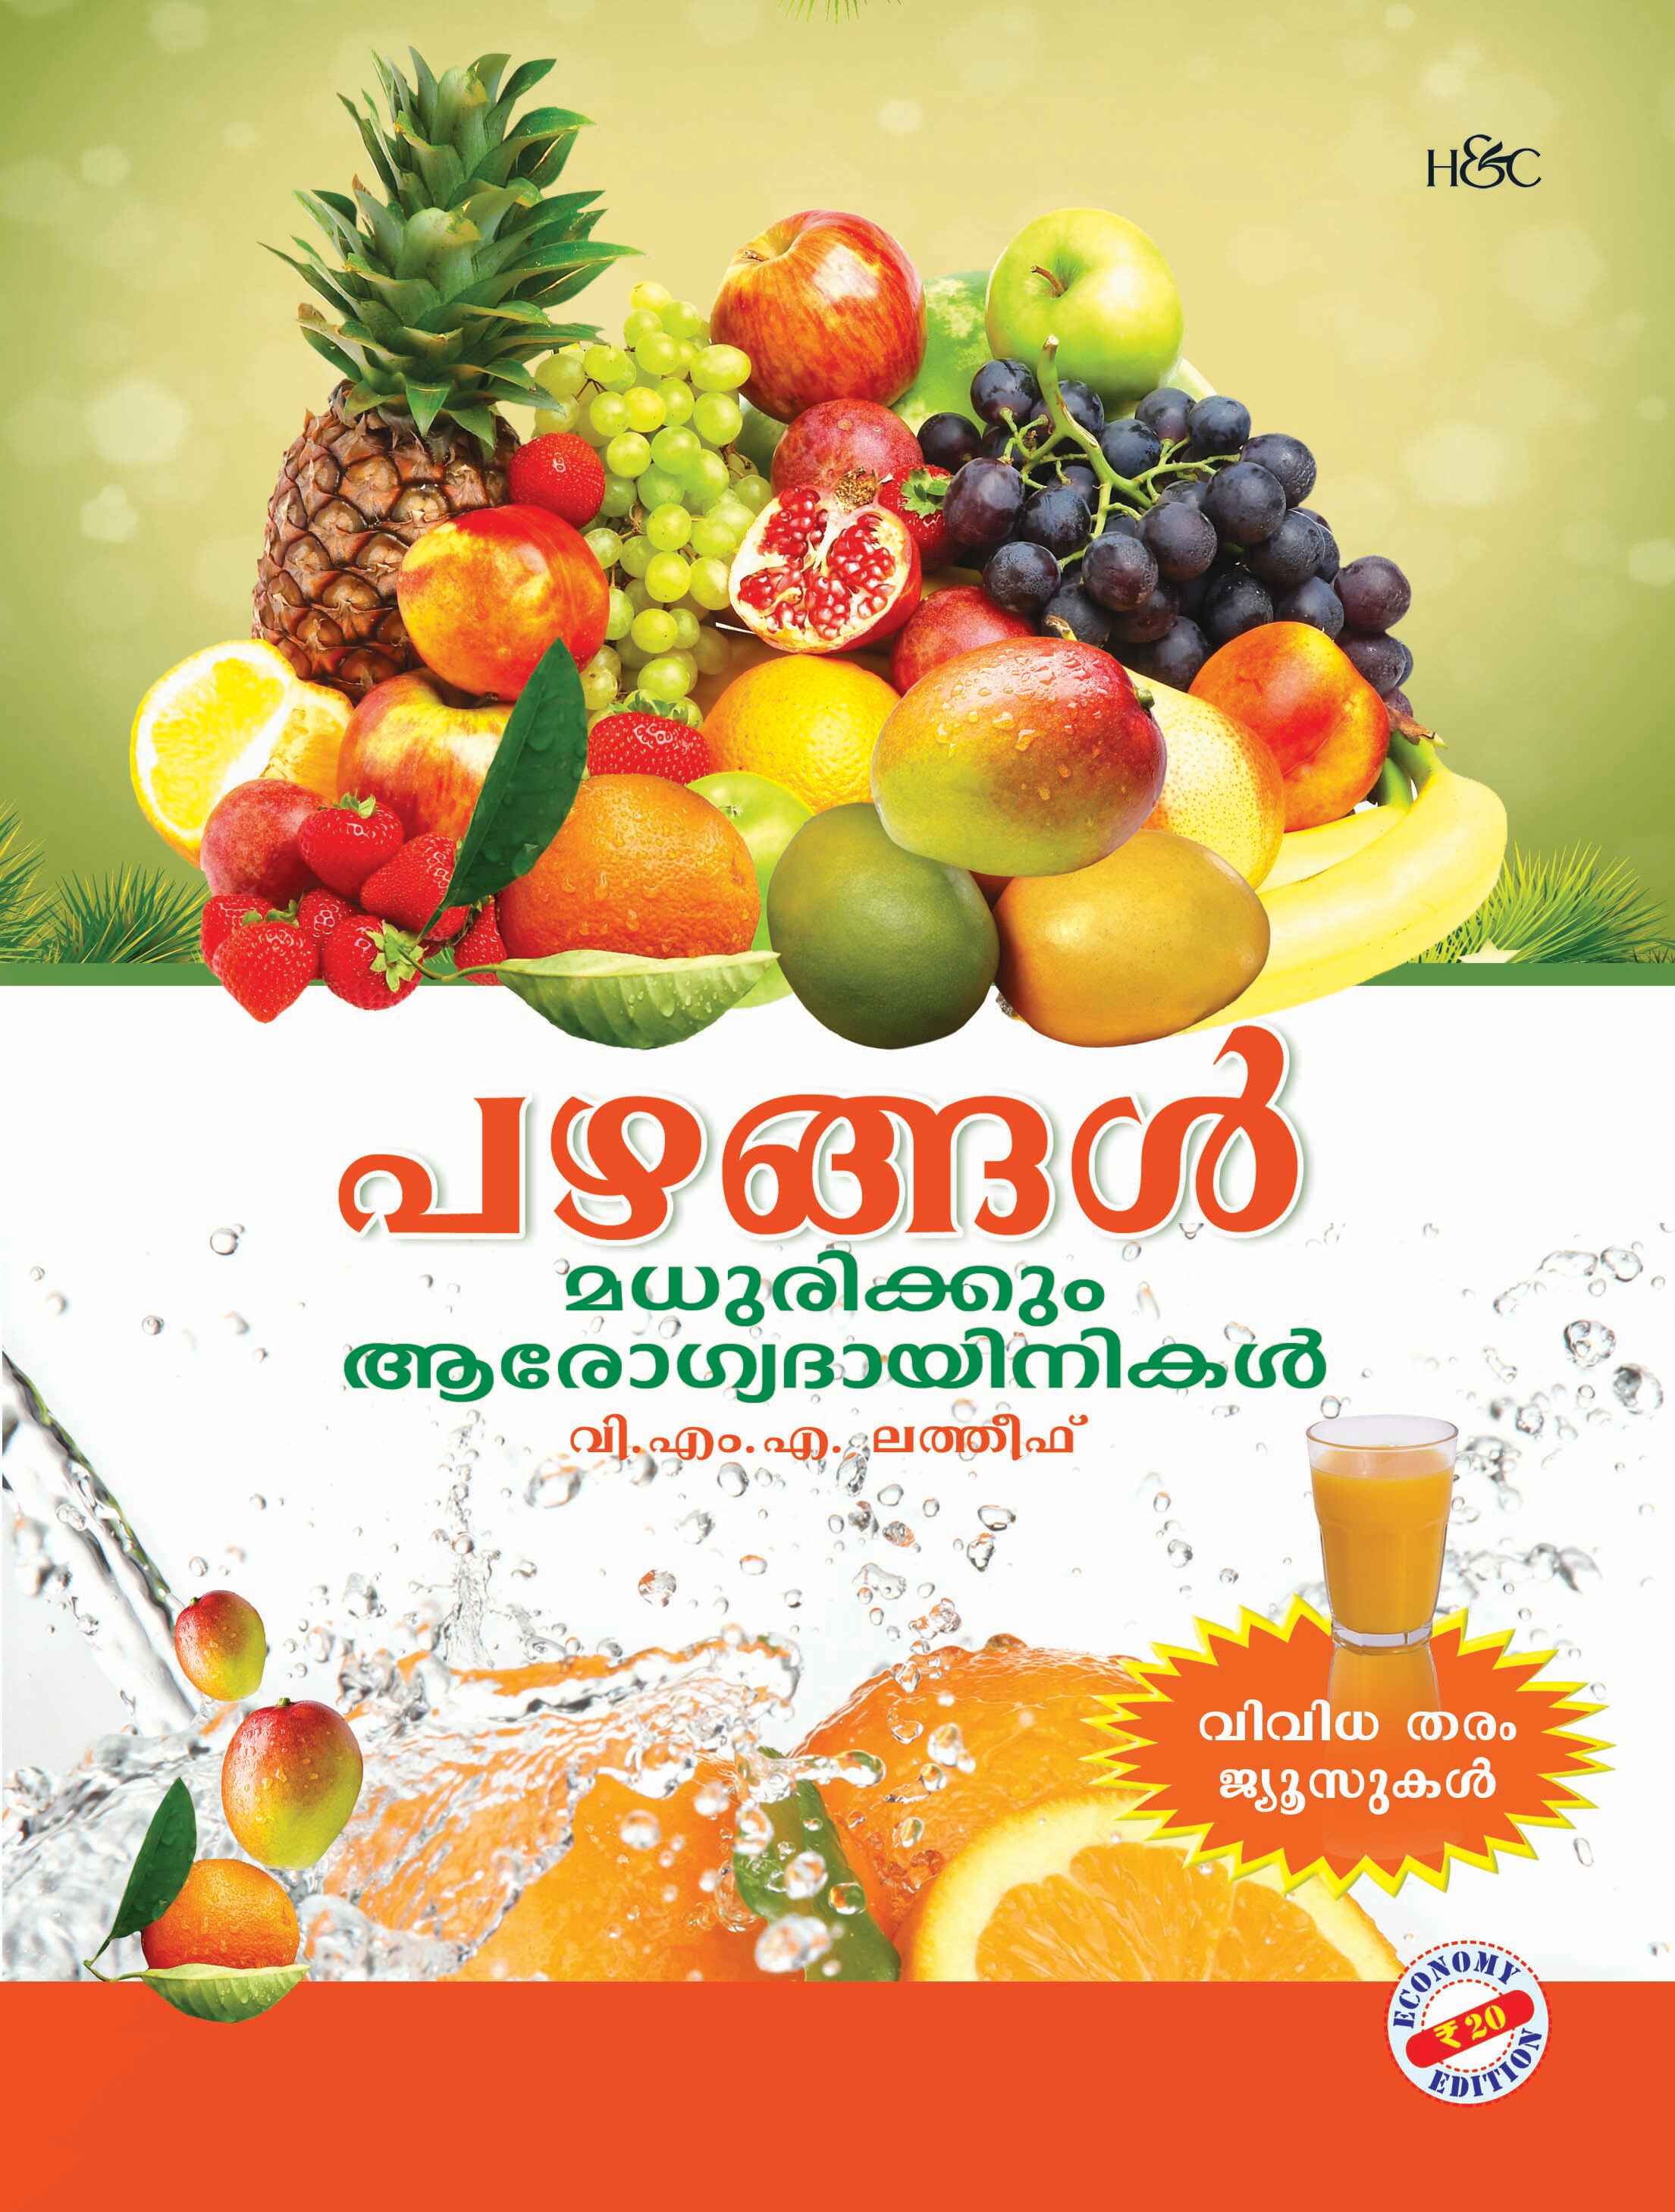 H&C
പഴങ്ങൾ
മധുരിക്കും
ആരോഗ്യദായിനികൾ
വി.എം.എ. ലത്തീഫ്
വിവിധ തരം
ജ്യൂസുകൾ
ECONOMY
₹ 20
EDITION